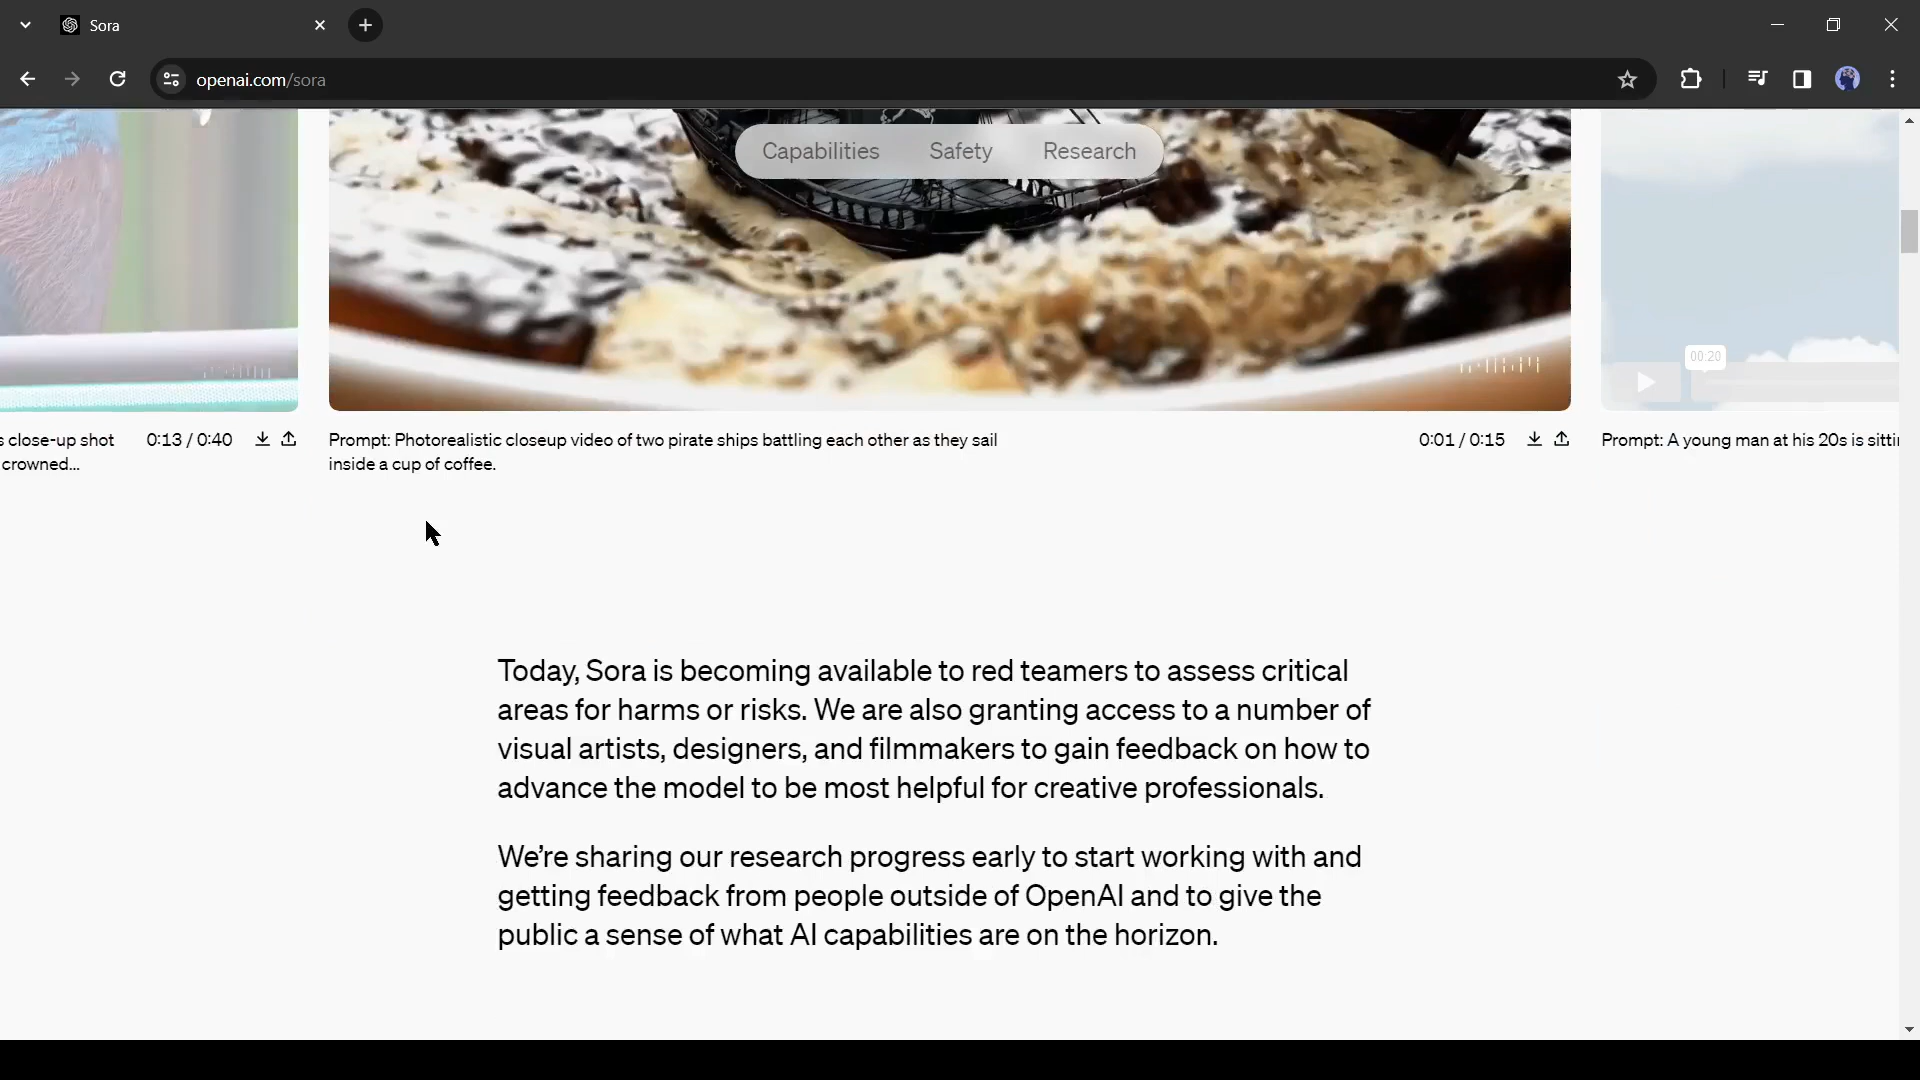 Sora
openai.com/sora
Capabilities Safety Research
00:20
s close-up shot
crowned...
0:13 / 0:40
Prompt: Photorealistic closeup video of two pirate ships battling each other as they sail
inside a cup of coffee.
0:01 / 0:15
Prompt: A young man at his 20s is sittin
Today, Sora is becoming available to red teamers to assess critical
areas for harms or risks. We are also granting access to a number of
visual artists, designers, and filmmakers to gain feedback on how to
advance the model to be most helpful for creative professionals.
We’re sharing our research progress early to start working with and
getting feedback from people outside of OpenAI and to give the
public a sense of what AI capabilities are on the horizon.